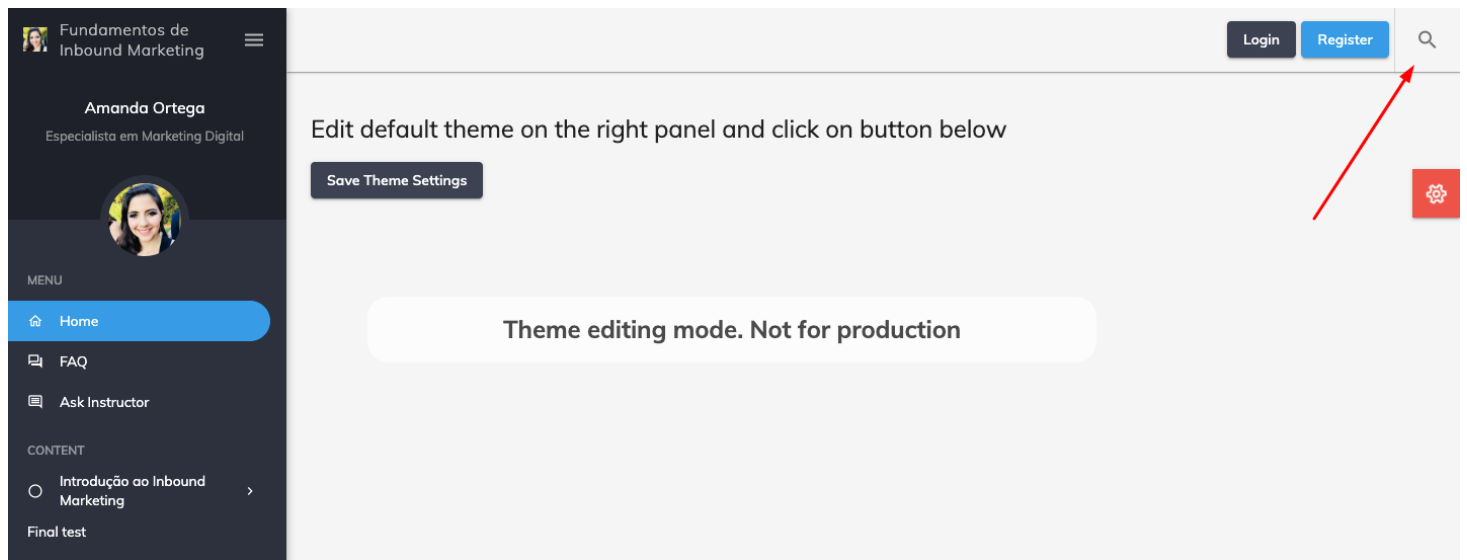 Fundamentos de
Inbound Marketing
Login
Register
Amanda Ortega
Especialista em Marketing Digital
Edit default theme on the right panel and click on button below
Save Theme Settings
MENU
Home
FAQ
Ask Instructor
Theme editing mode. Not for production
CONTENT
Introdução ao Inbound
Marketing
Final test